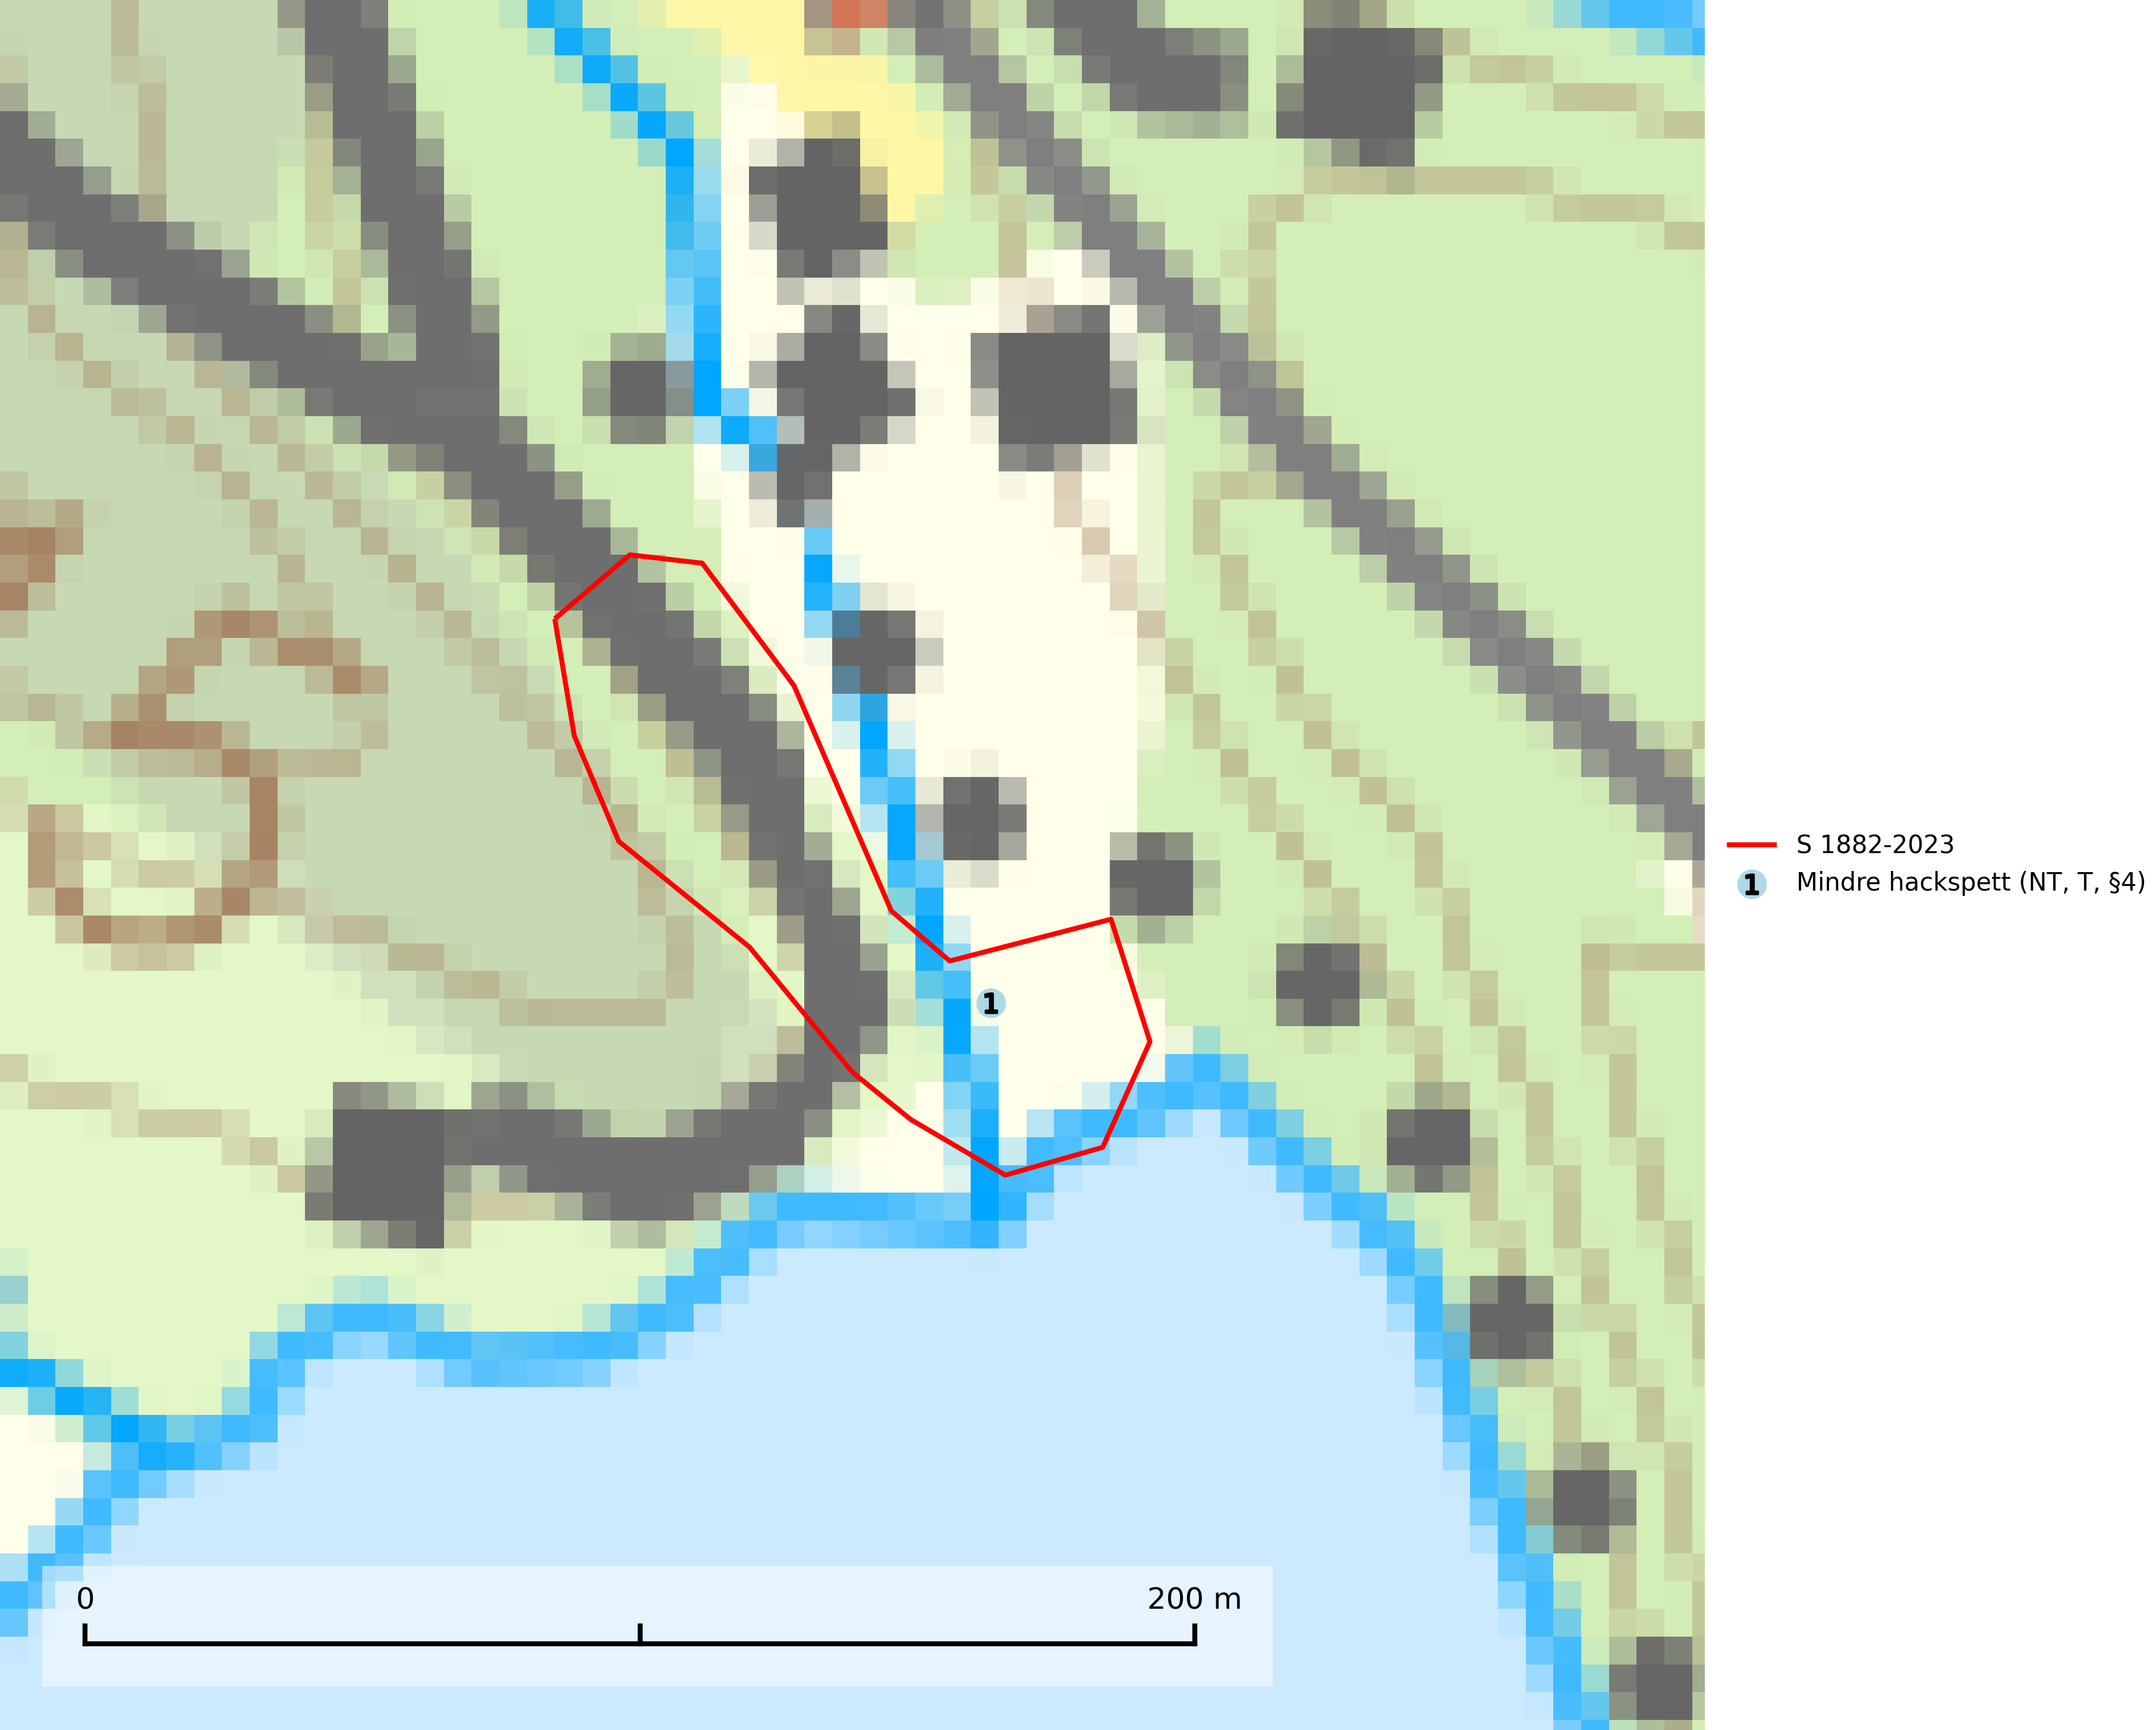 1
S 1882-2023
1 Mindre hackspett (NT, T, §4)
0 200 m